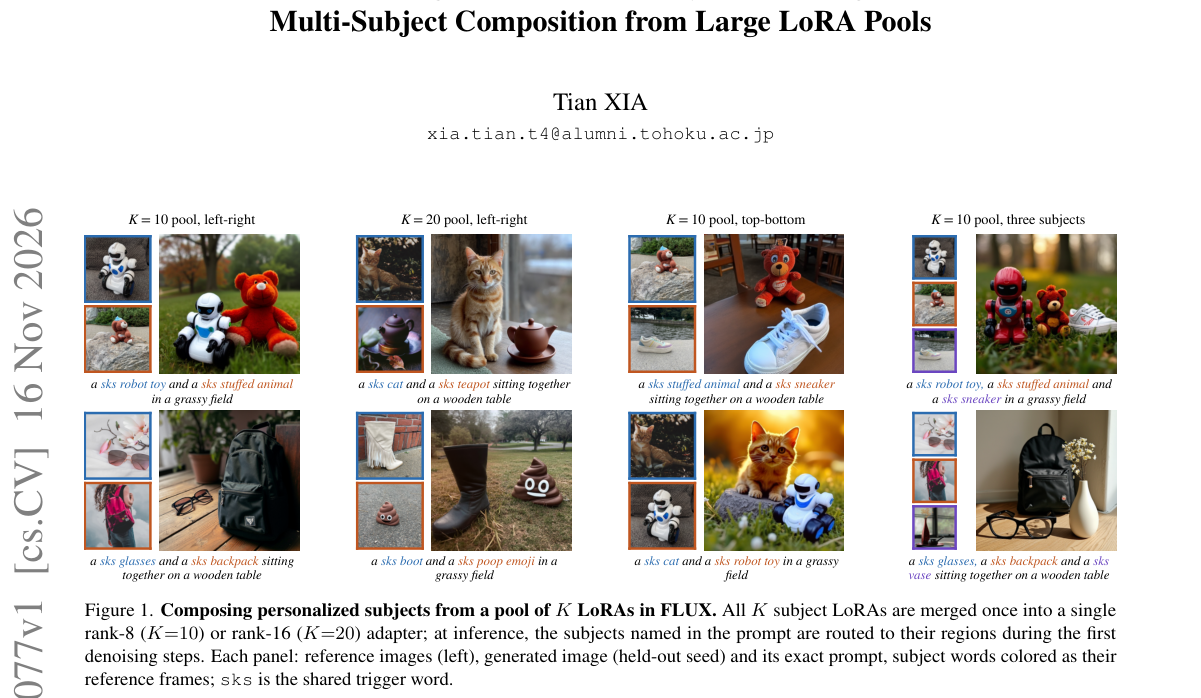 Multi-Subject Composition from Large LoRA Pools
Tian XIA
xia.tian.t4@alumni.tohoku.ac.jp
077v1 [cs.CV] 16 Nov 2026
K = 10 pool, left-right
K = 20 pool, left-right
K = 10 pool, top-bottom
K = 10 pool, three subjects
a sks robot toy and a sks stuffed animal
in a grassy field
a sks cat and a sks teapot sitting together
on a wooden table
a sks stuffed animal and a sks sneaker
sitting together on a wooden table
a sks robot toy, a sks stuffed animal and
a sks sneaker in a grassy field
a sks glasses and a sks backpack sitting
together on a wooden table
a sks boot and a sks poop emoji in a
grassy field
a sks cat and a sks robot toy in a grassy
field
a sks glasses, a sks backpack and a sks
vase sitting together on a wooden table
Figure 1. Composing personalized subjects from a pool of K LoRAs in FLUX. All K subject LoRAs are merged once into a single
rank-8 (K=10) or rank-16 (K=20) adapter; at inference, the subjects named in the prompt are routed to their regions during the first
denoising steps. Each panel: reference images (left), generated image (held-out seed) and its exact prompt, subject words colored as their
reference frames; sks is the shared trigger word.